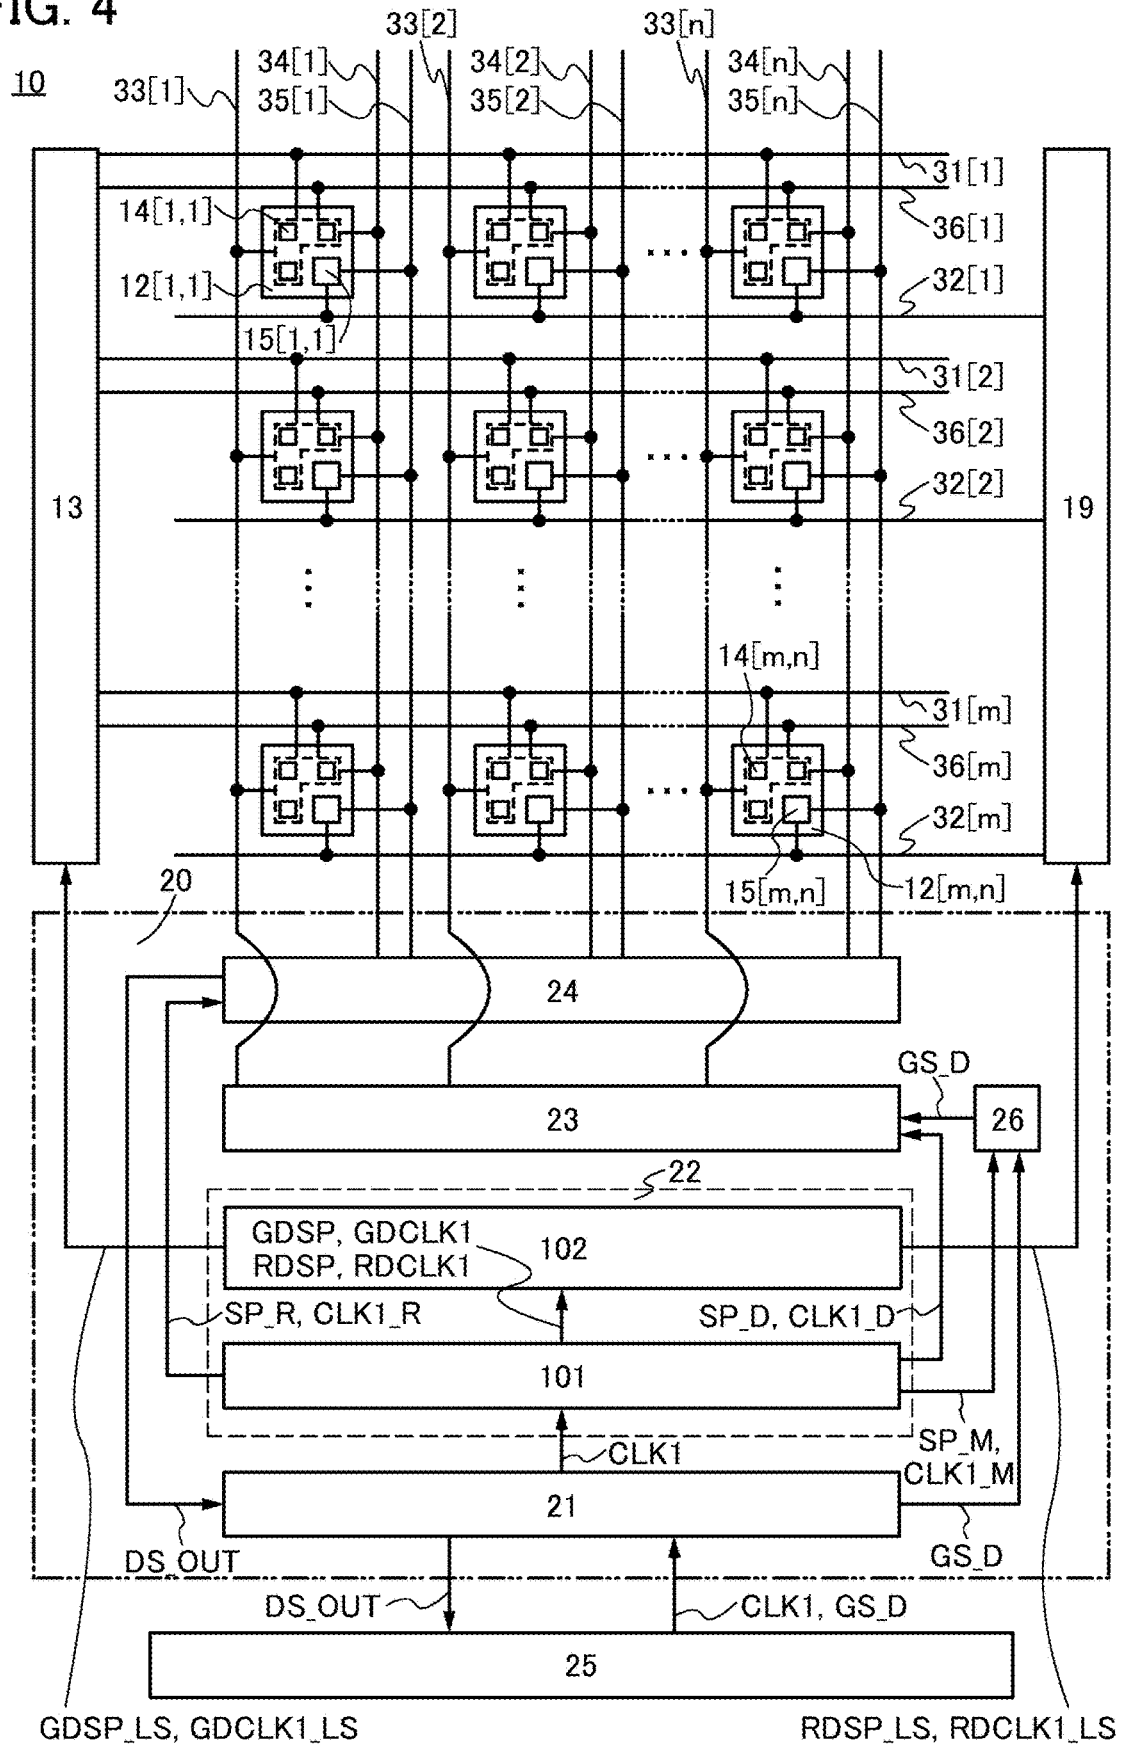 FIG. 4
10
33[1]
34[1]
35[1]
33[2]
34[2]
35[2]
33[n]
34[n]
35[n]
31[1]
36[1]
32[1]
14[1,1]
12[1,1]
15[1,1]
31[2]
36[2]
32[2]
13
19
14[m,n]
31[m]
36[m]
32[m]
15[m,n]
12[m,n]
20
24
23
GS_D
26
22
GDSP, GDCLK1
RDSP, RDCLK1
102
SP_R, CLK1_R
SP_D, CLK1_D
101
SP_M,
CLK1_M
CLK1
21
DS_OUT
GS_D
DS_OUT
CLK1, GS_D
25
GDSP_LS, GDCLK1_LS
RDSP_LS, RDCLK1_LS